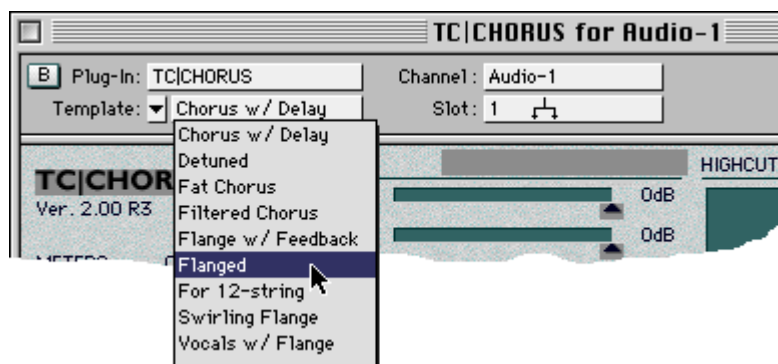 TC|CHORUS for Audio-1
B Plug-In: TC|CHORUS Channel: Audio-1
Template: Chorus w/ Delay Slot: 1
Chorus w/ Delay
Detuned
Fat Chorus
Filtered Chorus
Flange w/ Feedback
Flanged
For 12-string
Swirling Flange
Vocals w/ Flange
TC|CHOR
Ver. 2.00 R3
HIGHCUT
0dB
0dB